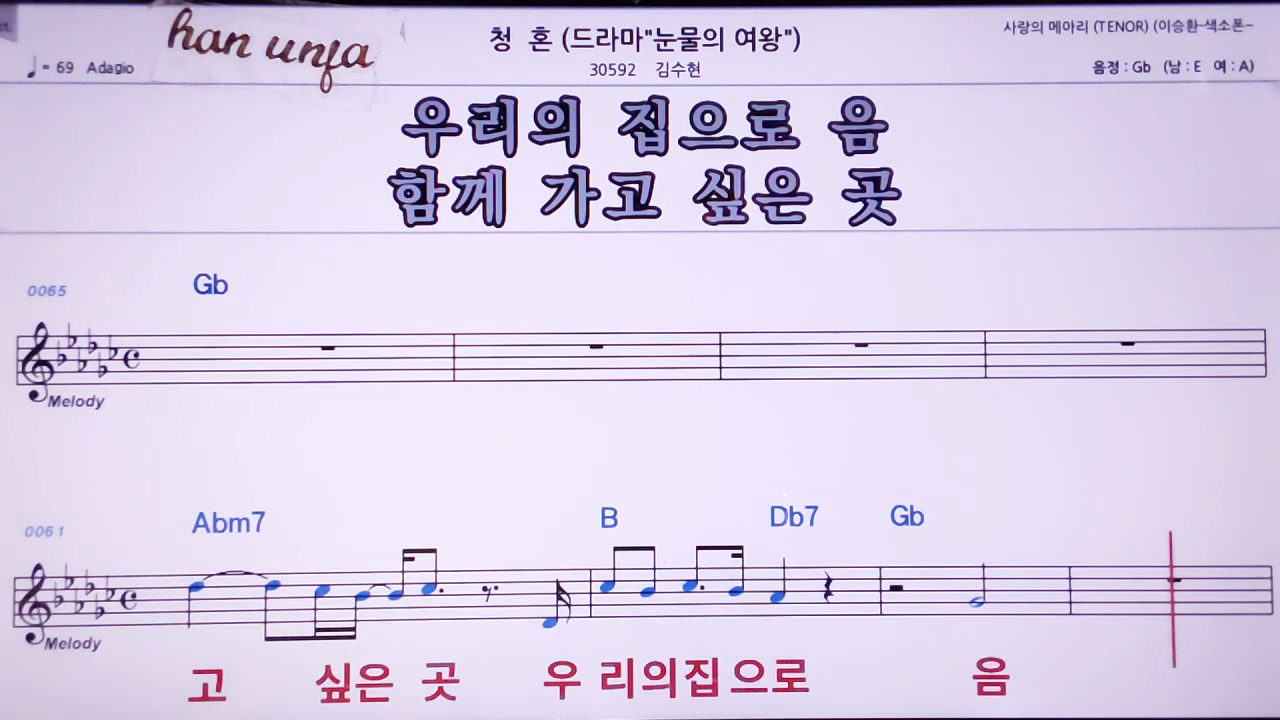 han unja
청 혼 (드라마"눈물의 여왕")
사랑의 메아리 (TENOR) (이승환-색소폰-
♩= 69 Adagio
30592 김수현
음정 : Gb (남 : E 여 : A)
우리의 집으로 음
함께 가고 싶은 곳
0065 Gb
Melody
0061 Abm7 B Db7 Gb
Melody
고 싶은 곳 우 리의집으로 음